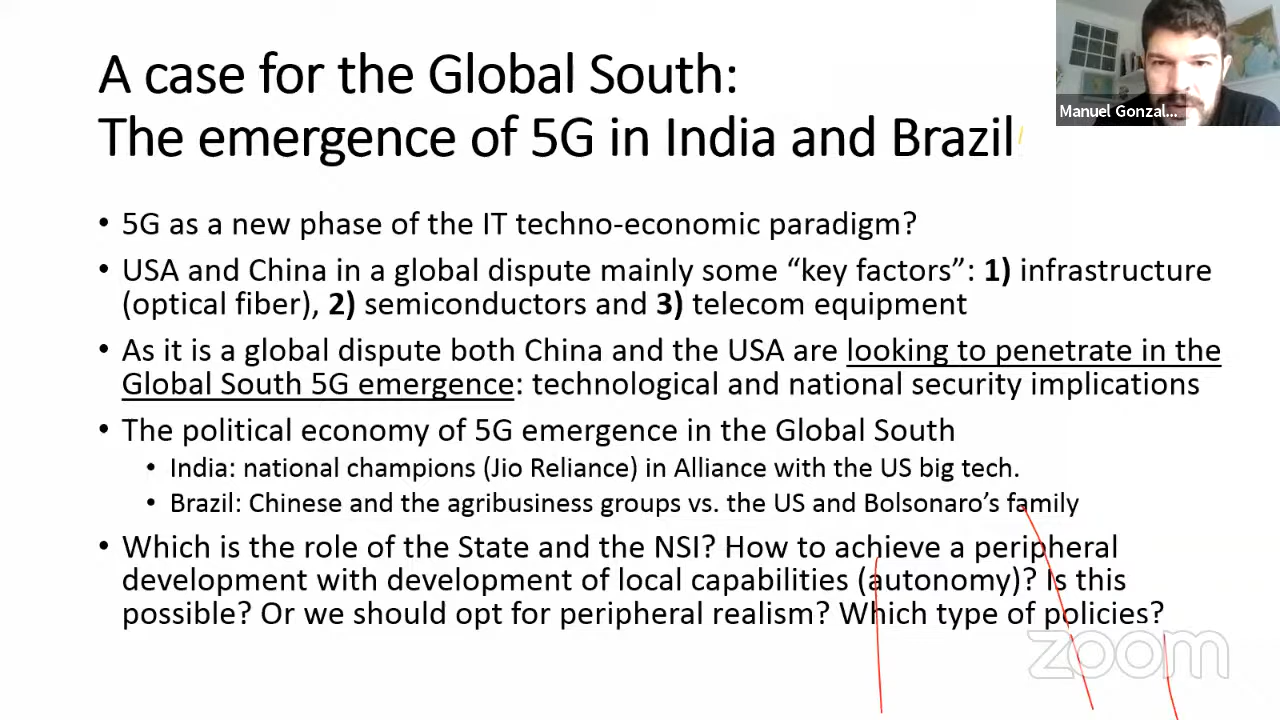 A case for the Global South:
The emergence of 5G in India and Brazil
Manuel Gonzal...
• 5G as a new phase of the IT techno-economic paradigm?
• USA and China in a global dispute mainly some “key factors”: 1) infrastructure
(optical fiber), 2) semiconductors and 3) telecom equipment
• As it is a global dispute both China and the USA are looking to penetrate in the
Global South 5G emergence: technological and national security implications
• The political economy of 5G emergence in the Global South
• India: national champions (Jio Reliance) in Alliance with the US big tech.
• Brazil: Chinese and the agribusiness groups vs. the US and Bolsonaro’s family
• Which is the role of the State and the NSI? How to achieve a peripheral
development with development of local capabilities (autonomy)? Is this
possible? Or we should opt for peripheral realism? Which type of policies?
zoom